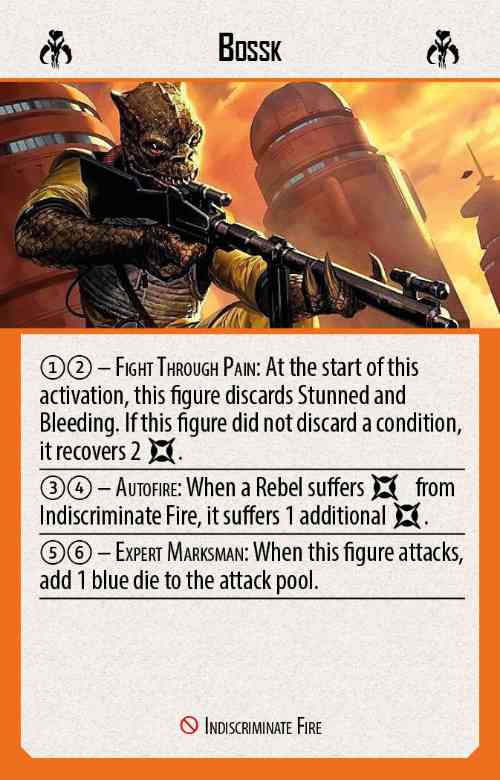 Bossk
①② – Fight Through Pain: At the start of this
activation, this figure discards Stunned and
Bleeding. If this figure did not discard a condition,
it recovers 2 .
③④ – Autofire: When a Rebel suffers from
Indiscriminate Fire, it suffers 1 additional .
⑤⑥ – Expert Marksman: When this figure attacks,
add 1 blue die to the attack pool.
Indiscriminate Fire